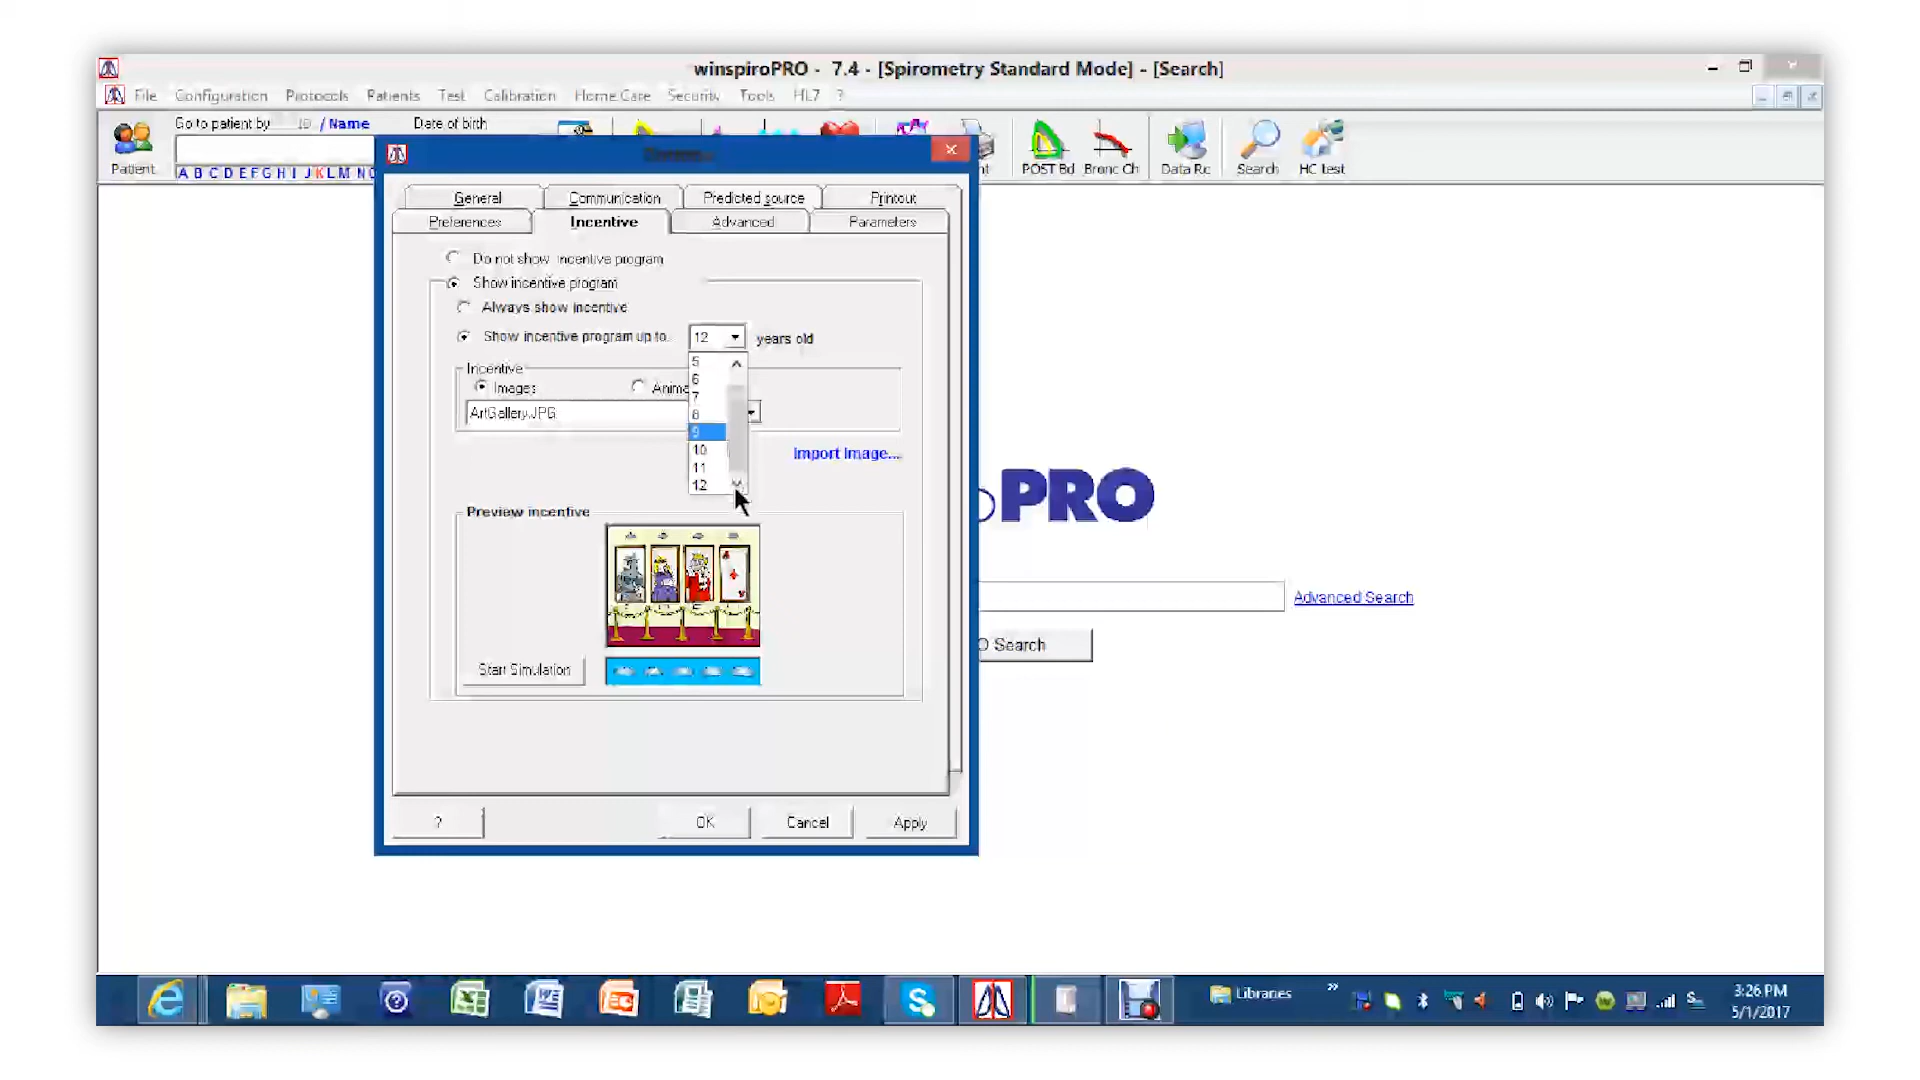 winspiroPRO - 7.4 - [Spirometry Standard Mode] - [Search]
File Configuration Protocols Patients Test Calibration Home Care Security Tools HL7 ?
Go to patient by ID / Name Date of birth
Patient
A B C D E F G H I J K L M N
POST Bd Bronc Ch Data Rc Search HC test
General Communication Predicted source Printout
Preferences Incentive Advanced Parameters
Do not show incentive program
Show incentive program
Always show incentive
Show incentive program up to 12 years old
5
6
7
8
9
10
11
12
Incentive
Images
ArtGallery.JPG
Import Image...
Preview incentive
Start Simulation
? OK Cancel Apply
PRO
Advanced Search
Search
Libraries
3:26 PM
5/1/2017